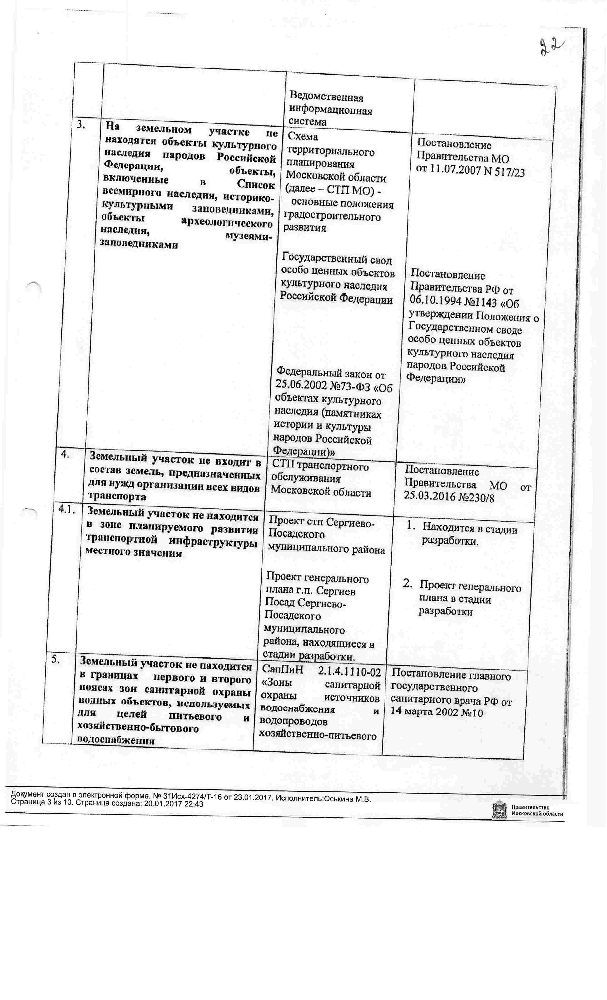 22
Ведомственная
информационная
система
3.
На земельном участке не
находятся объекты культурного
наследия народов Российской
Федерации, объекты,
включенные в Список
всемирного наследия, историко-
культурными заповедниками,
объекты археологического
наследия, музеями-
заповедниками
Схема
территориального
планирования
Московской области
(далее – СТП МО) -
основные положения
градостроительного
развития
Государственный свод
особо ценных объектов
культурного наследия
Российской Федерации
Федеральный закон от
25.06.2002 №73-ФЗ «Об
объектах культурного
наследия (памятниках
истории и культуры
народов Российской
Федерации)»
Постановление
Правительства МО
от 11.07.2007 N 517/23
Постановление
Правительства РФ от
06.10.1994 №1143 «Об
утверждении Положения о
Государственном своде
особо ценных объектов
культурного наследия
народов Российской
Федерации»
4.
Земельный участок не входит в
состав земель, предназначенных
для нужд организации всех видов
транспорта
СТП транспортного
обслуживания
Московской области
Постановление
Правительства МО от
25.03.2016 №230/8
4.1.
Земельный участок не находится
в зоне планируемого развития
транспортной инфраструктуры
местного значения
Проект стп Сергиево-
Посадского
муниципального района
Проект генерального
плана г.п. Сергиев
Посад Сергиево-
Посадского
муниципального
района, находящиеся в
стадии разработки.
1. Находится в стадии
разработки.
2. Проект генерального
плана в стадии
разработки
5.
Земельный участок не находится
в границах первого и второго
поясах зон санитарной охраны
водных объектов, используемых
для целей питьевого и
хозяйственно-бытового
водоснабжения
СанПиН 2.1.4.1110-02
«Зоны санитарной
охраны источников
водоснабжения и
водопроводов
хозяйственно-питьевого
Постановление главного
государственного
санитарного врача РФ от
14 марта 2002 №10
Документ создан в электронной форме. № 31Исх-4274/Т-16 от 23.01.2017. Исполнитель:Оськина М.В.
Страница 3 из 10. Страница создана: 20.01.2017 22:43
Правительство
Московской области